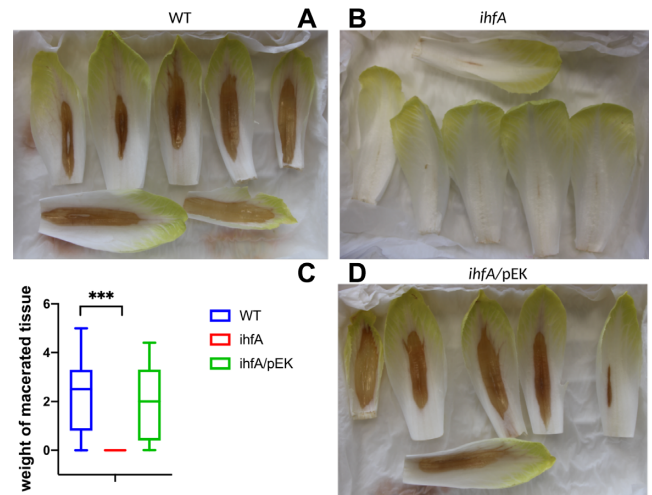 WT
A
B
ihfA
C
D
ihfA/pEK
***
6
4
2
0
weight of macerated tissue
WT
ihfA
ihfA/pEK